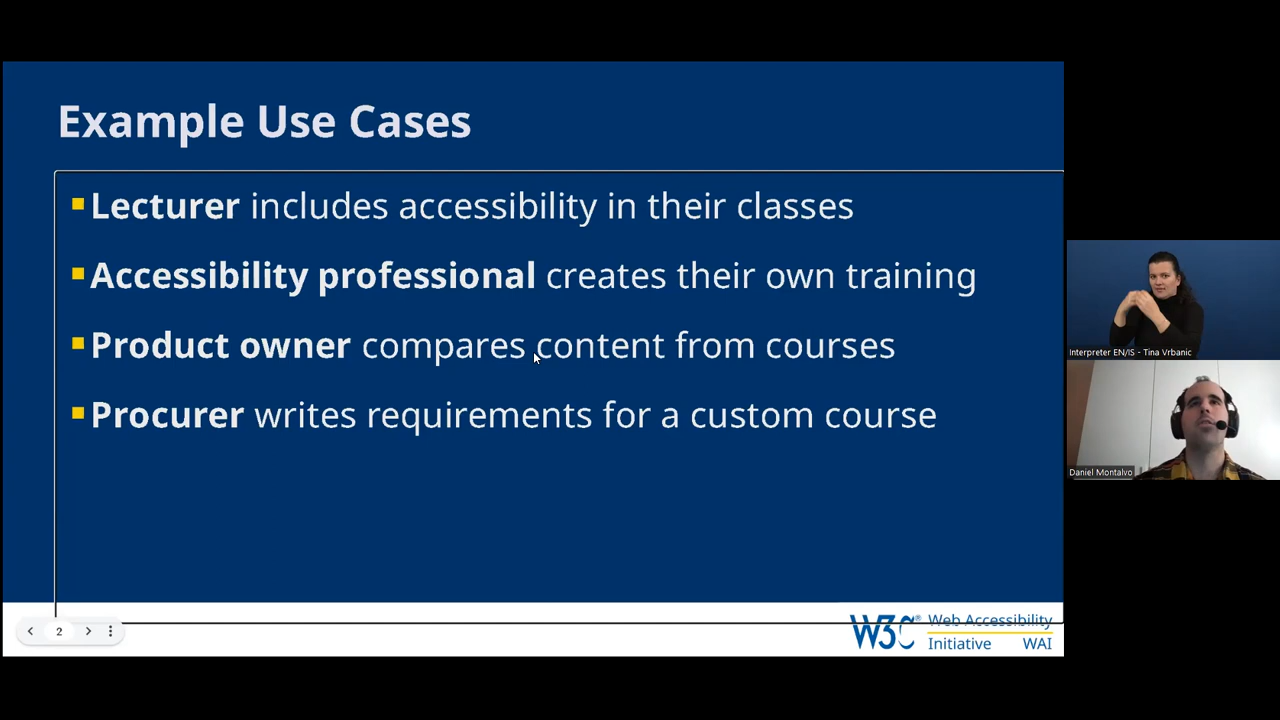 Example Use Cases
Lecturer includes accessibility in their classes
Accessibility professional creates their own training
Product owner compares content from courses
Procurer writes requirements for a custom course
Interpreter EN/IS - Tina Vrbanic
Daniel Montalvo
2
W3C® Web Accessibility
Initiative WAI